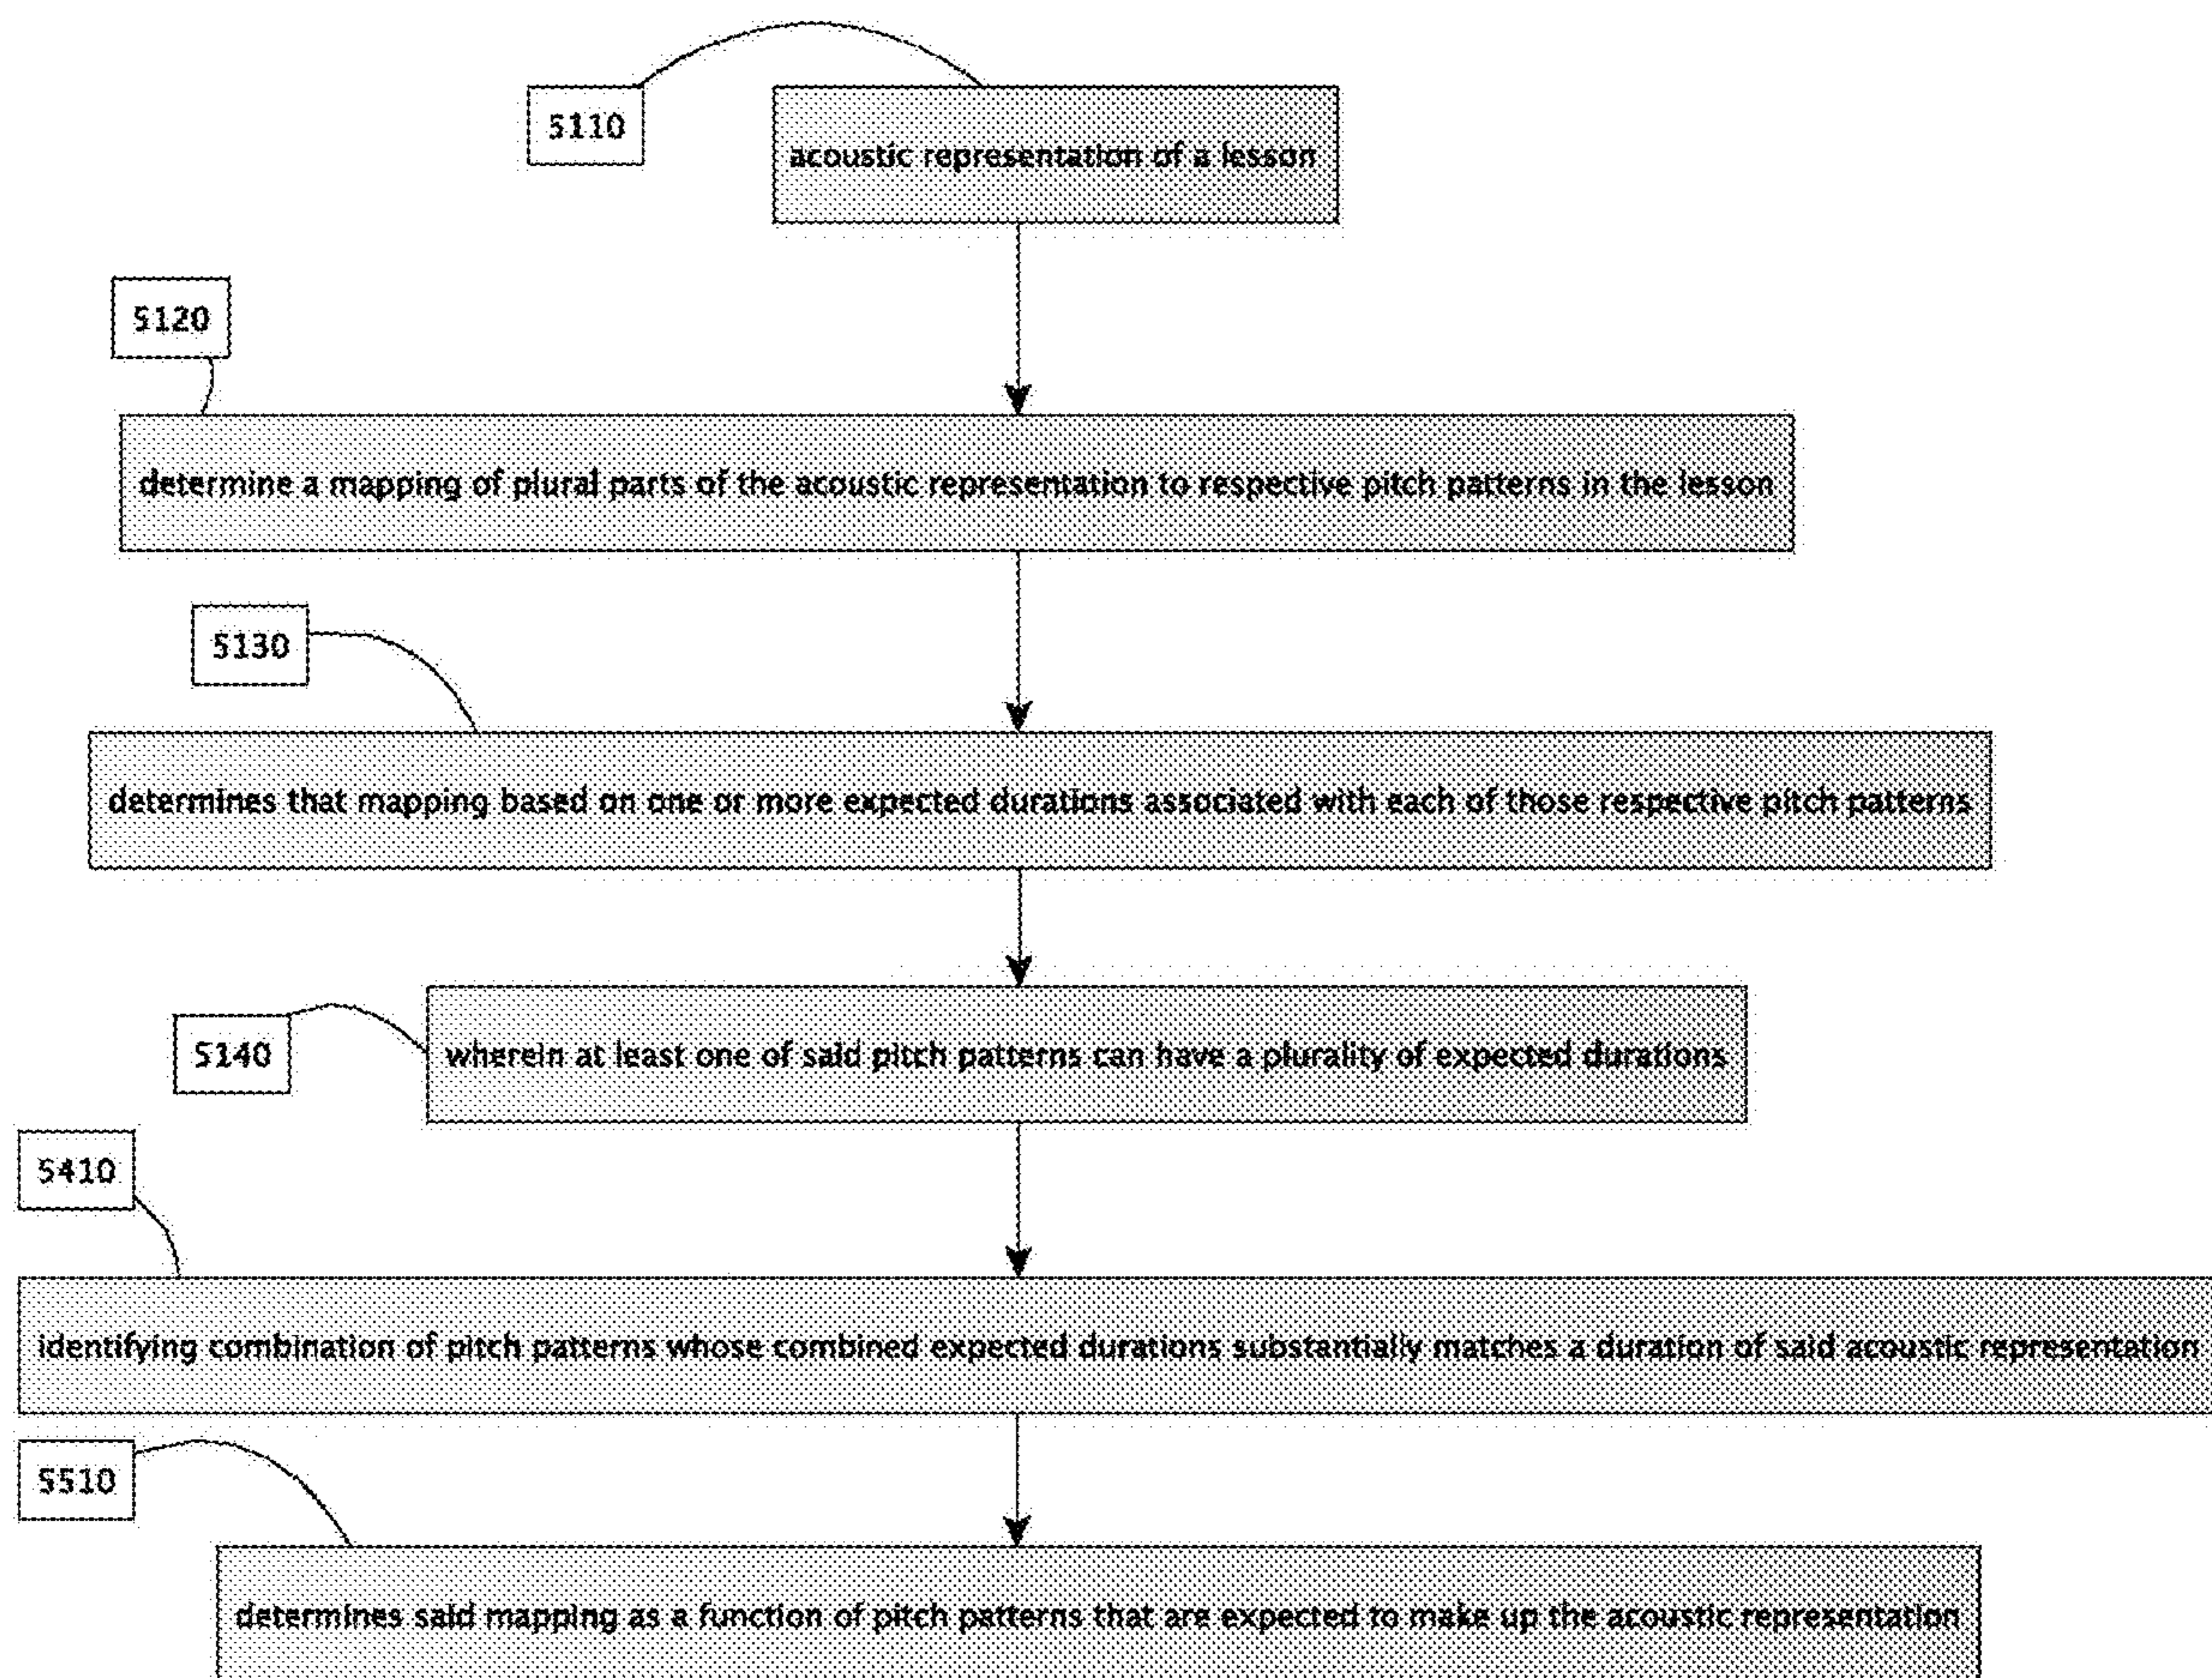 5110
acoustic representation of a lesson
5120
determine a mapping of plural parts of the acoustic representation to respective pitch patterns in the lesson
5130
determines that mapping based on one or more expected durations associated with each of those respective pitch patterns
5140
wherein at least one of said pitch patterns can have a plurality of expected durations
5410
identifying combination of pitch patterns whose combined expected durations substantially matches a duration of said acoustic representation
5510
determines said mapping as a function of pitch patterns that are expected to make up the acoustic representation